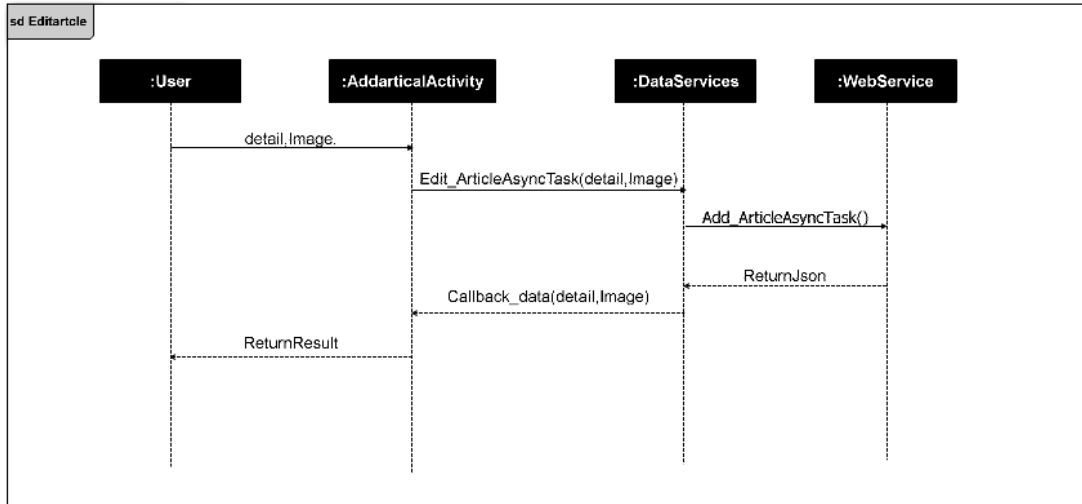 sd Editartcle
:User
:AddarticalActivity
:DataServices
:WebService
detail,Image.
Edit_ArticleAsyncTask(detail,Image)
Add_ArticleAsyncTask()
ReturnJson
Callback_data(detail,Image)
ReturnResult